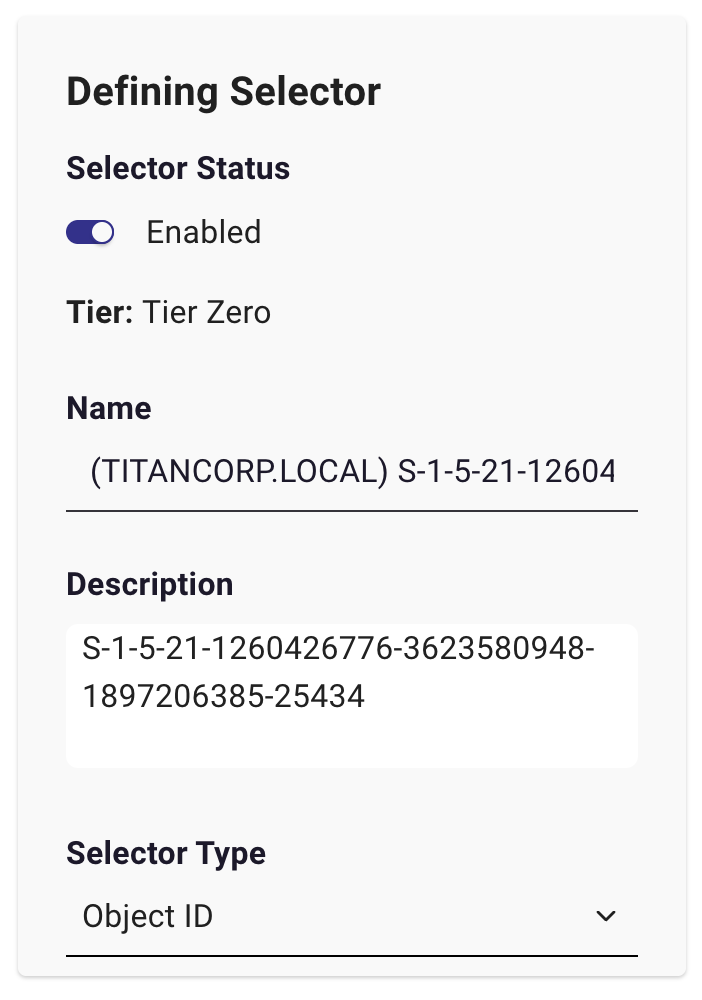 Defining Selector
Selector Status
Enabled
Tier: Tier Zero
Name
(TITANCORP.LOCAL) S-1-5-21-12604
Description
S-1-5-21-1260426776-3623580948-
1897206385-25434
Selector Type
Object ID